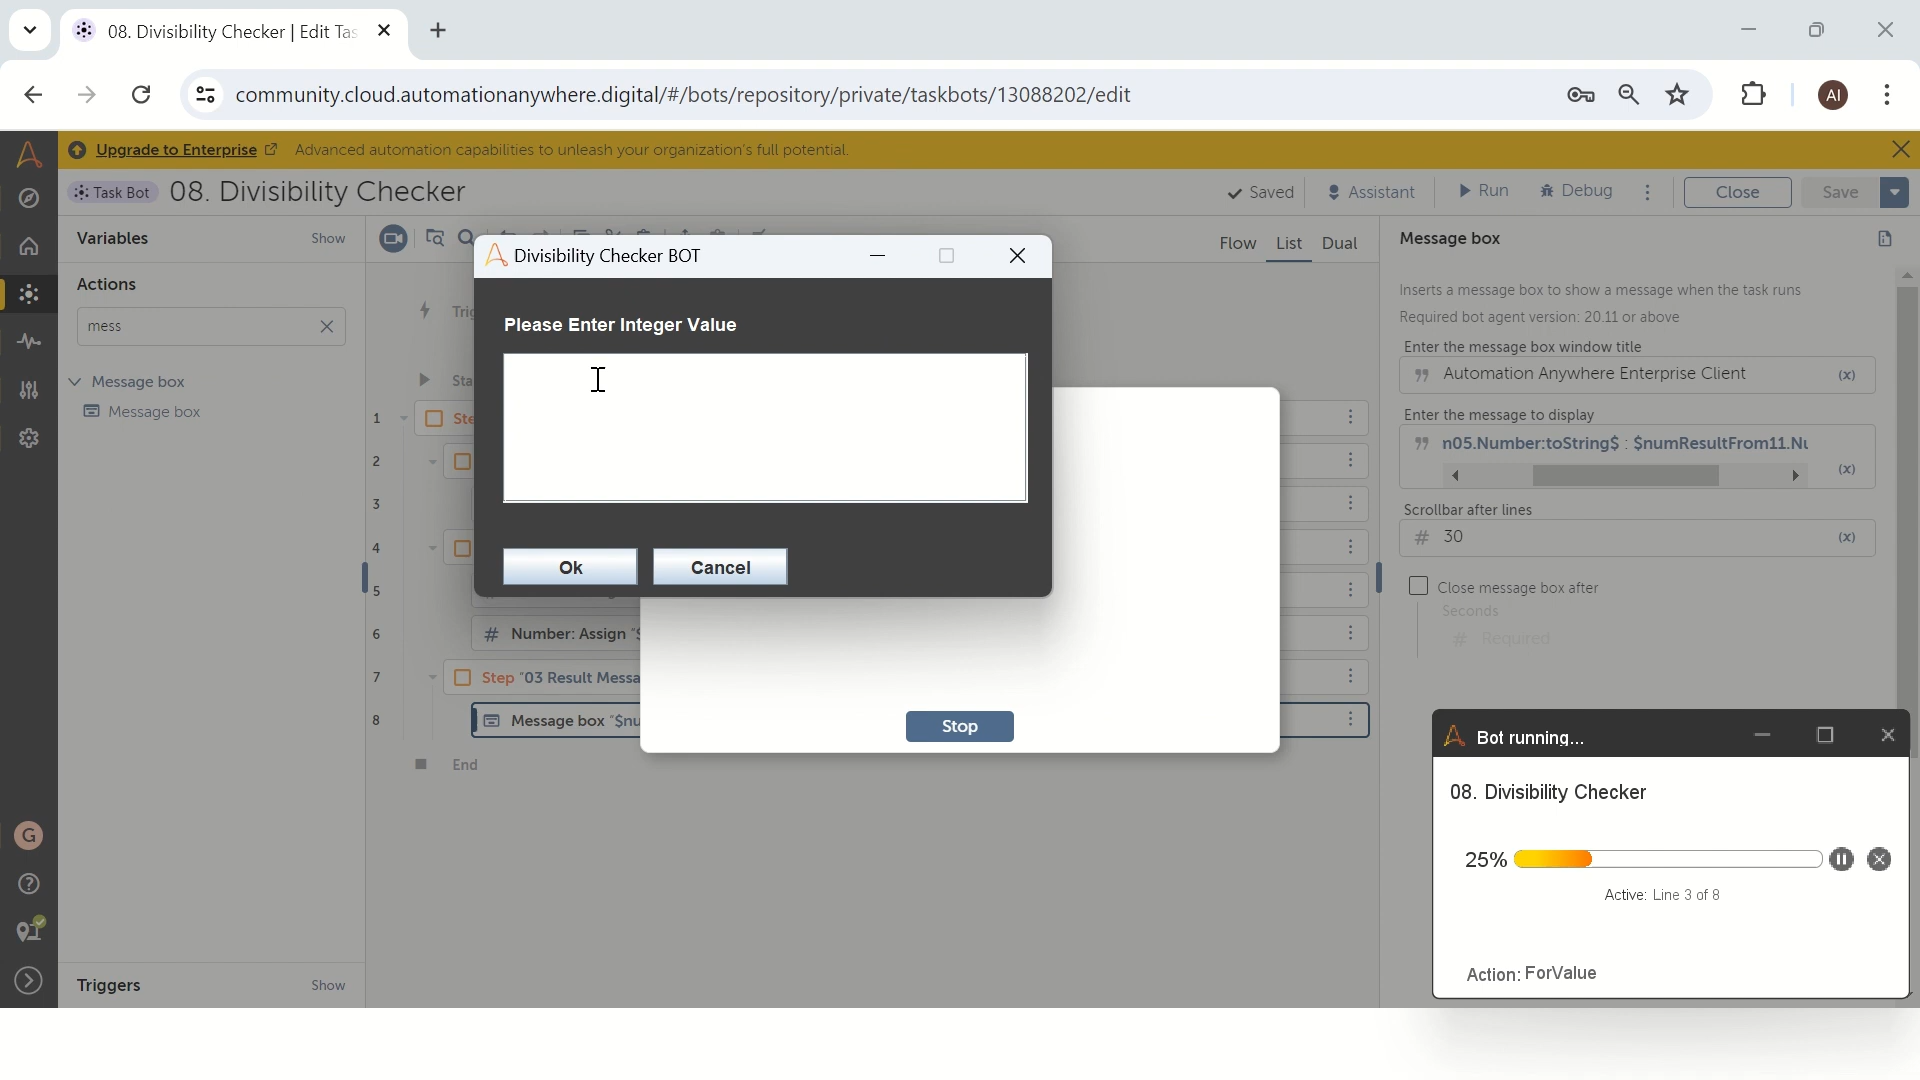 08. Divisibility Checker | Edit Tas
community.cloud.automationanywhere.digital/#/bots/repository/private/taskbots/13088202/edit
AI
Upgrade to Enterprise Advanced automation capabilities to unleash your organization's full potential.
Task Bot 08. Divisibility Checker
Saved Assistant Run Debug Close Save
Variables Show
Actions
mess
Message box
Message box
Triggers Show
G
Flow List Dual
Trig
Sta
1 Ste
2
3
4
5
6 # Number: Assign "$
7 Step "03 Result Messa
8 Message box "$nu
End
Divisibility Checker BOT
Please Enter Integer Value
Ok Cancel
Stop
Message box
Inserts a message box to show a message when the task runs
Required bot agent version: 20.11 or above
Enter the message box window title
Automation Anywhere Enterprise Client (x)
Enter the message to display
n05.Number:toString$ : $numResultFrom11.Nu
(x)
Scrollbar after lines
# 30 (x)
Close message box after
Seconds
# Required
Bot running...
08. Divisibility Checker
25%
Active: Line 3 of 8
Action: ForValue